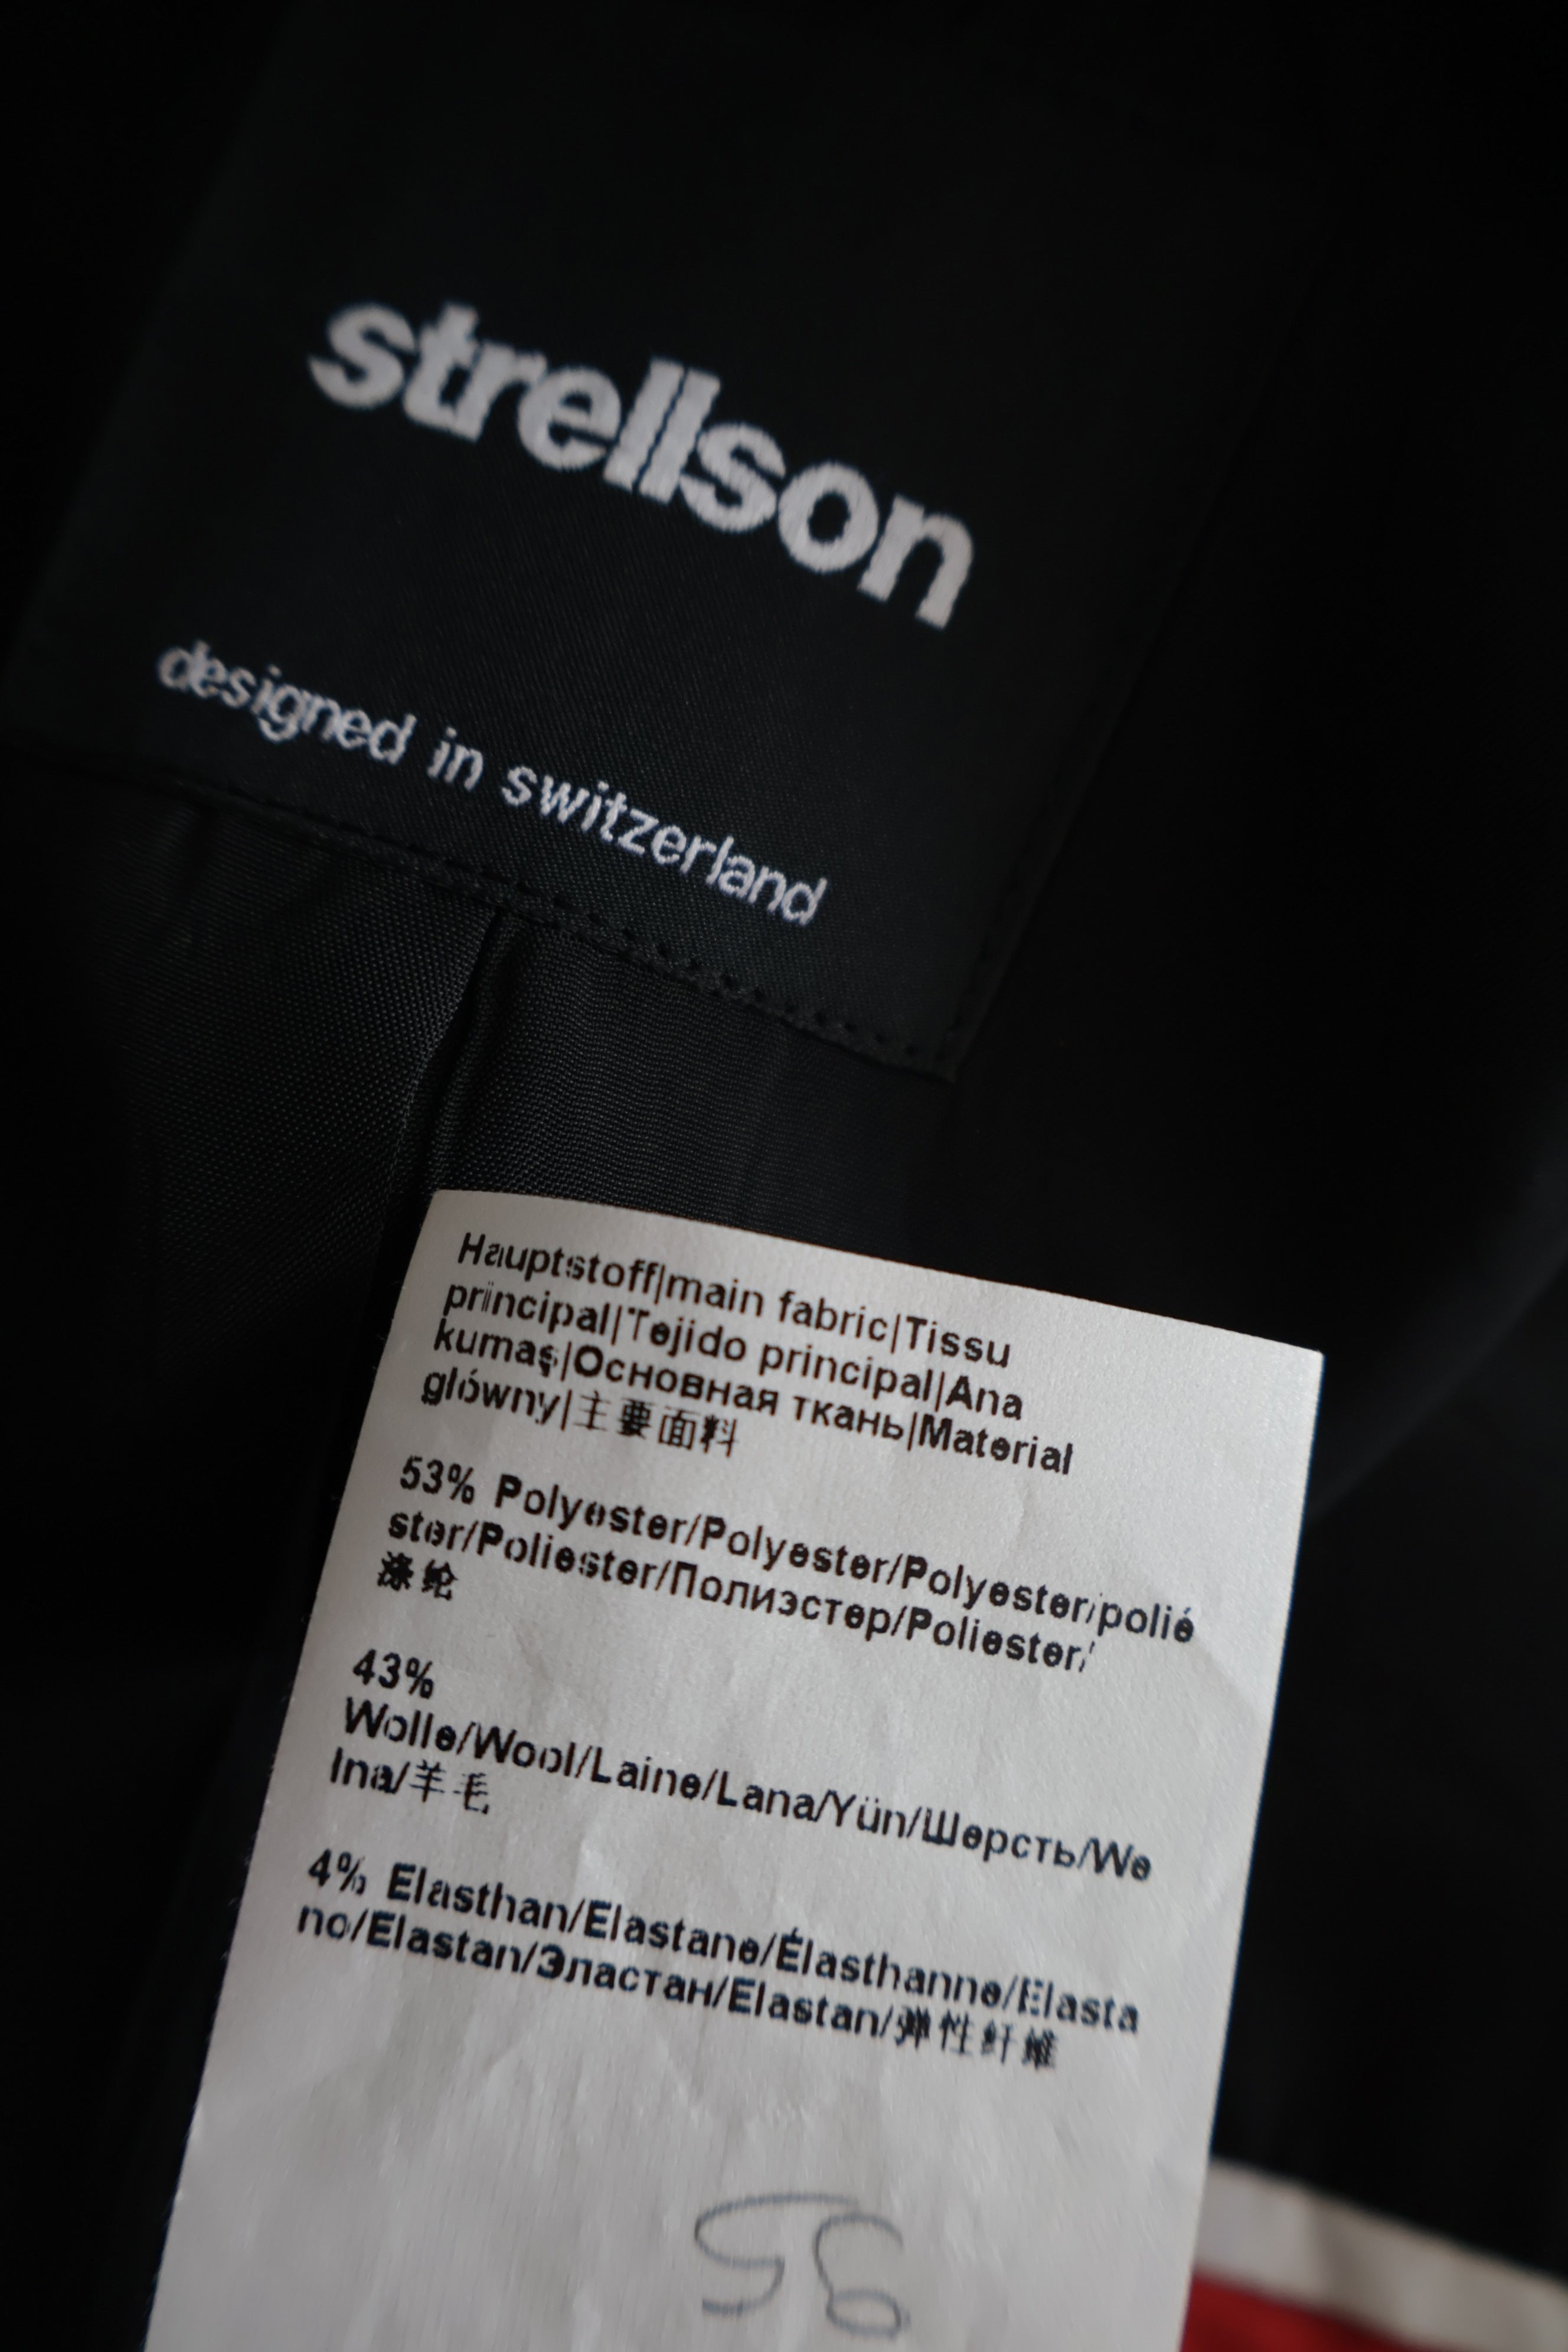 strellson
designed in switzerland
Hauptstoff|main fabric|Tissu
principal|Tejido principal|Ana
kumaş|Основная ткань|Materiał
główny|主要面料
53% Polyester/Polyester/Polyester/polié
ster/Poliester/Полиэстер/Poliester/
涤纶
43%
Wolle/Wool/Laine/Lana/Yün/Шерсть/We
lna/羊毛
4% Elasthan/Elastane/Élasthanne/Elasta
no/Elastan/Эластан/Elastan/弹性纤维
56